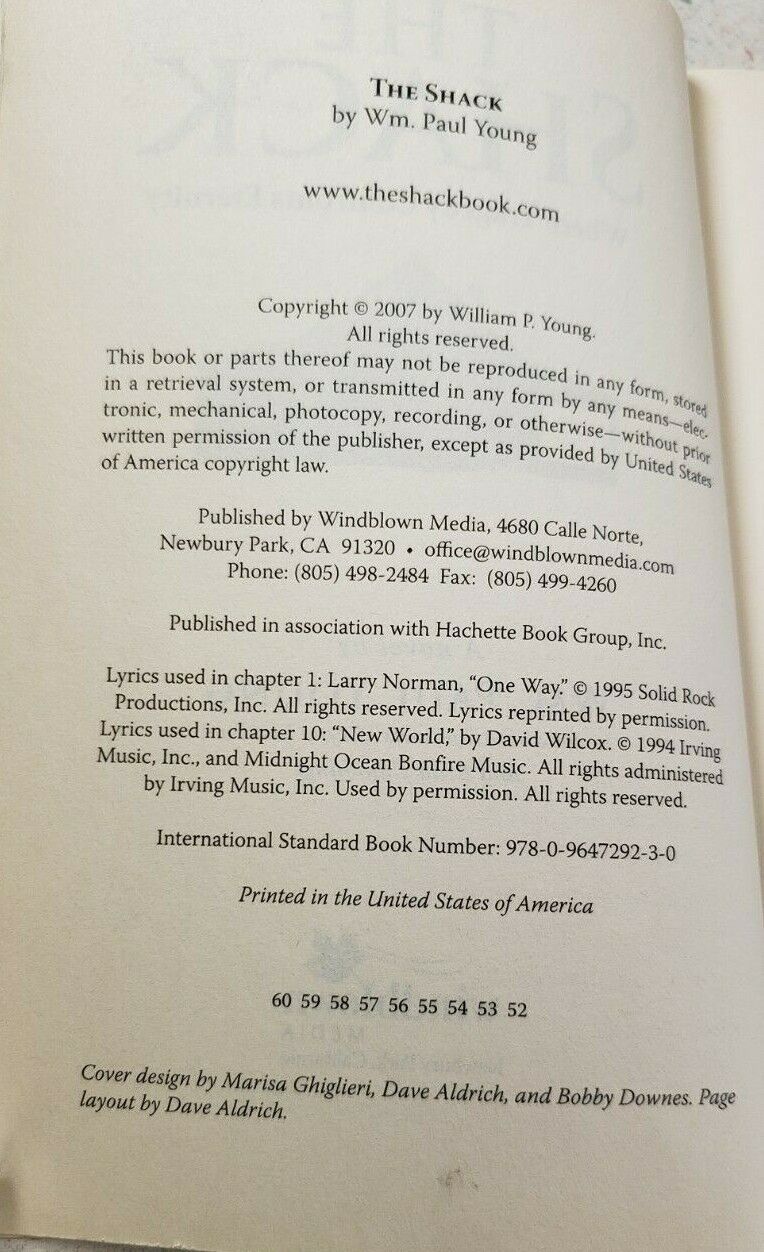 THE SHACK
by Wm. Paul Young
www.theshackbook.com
Copyright © 2007 by William P. Young.
All rights reserved.
This book or parts thereof may not be reproduced in any form, stored
in a retrieval system, or transmitted in any form by any means—elec-
tronic, mechanical, photocopy, recording, or otherwise—without prior
written permission of the publisher, except as provided by United States
of America copyright law.
Published by Windblown Media, 4680 Calle Norte,
Newbury Park, CA 91320 • office@windblownmedia.com
Phone: (805) 498-2484 Fax: (805) 499-4260
Published in association with Hachette Book Group, Inc.
Lyrics used in chapter 1: Larry Norman, “One Way.” © 1995 Solid Rock
Productions, Inc. All rights reserved. Lyrics reprinted by permission.
Lyrics used in chapter 10: “New World,” by David Wilcox. © 1994 Irving
Music, Inc., and Midnight Ocean Bonfire Music. All rights administered
by Irving Music, Inc. Used by permission. All rights reserved.
International Standard Book Number: 978-0-9647292-3-0
Printed in the United States of America
60 59 58 57 56 55 54 53 52
Cover design by Marisa Ghiglieri, Dave Aldrich, and Bobby Downes. Page
layout by Dave Aldrich.